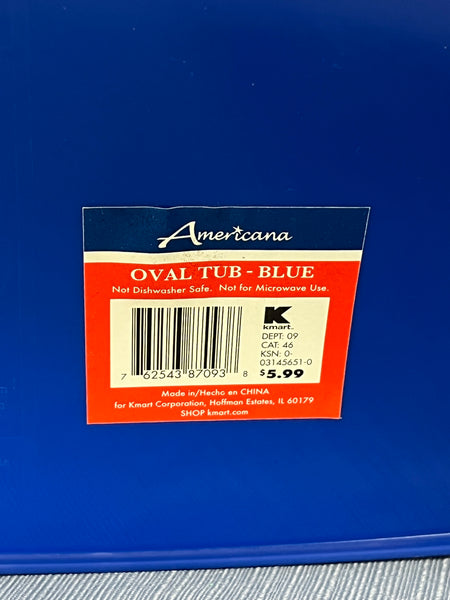 Americana
OVAL TUB - BLUE
Not Dishwasher Safe. Not for Microwave Use.
7 62543 87093 8
K
kmart.
DEPT: 09
CAT: 46
KSN: 0-
03145651-0
$5.99
Made in/Hecho en CHINA
for Kmart Corporation, Hoffman Estates, IL 60179
SHOP kmart.com